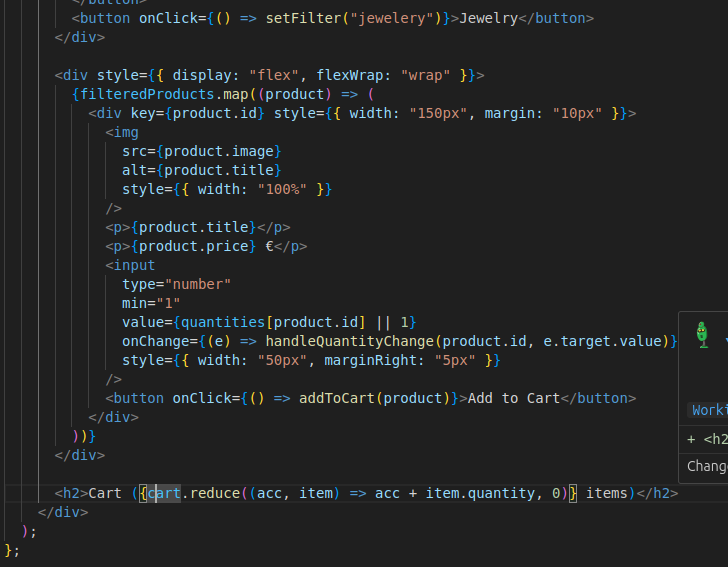 </button>
<button onClick={() => setFilter("jewelery")}>Jewelry</button>
</div>
<div style={{ display: "flex", flexWrap: "wrap" }}>
{filteredProducts.map((product) => (
<div key={product.id} style={{ width: "150px", margin: "10px" }}>
<img
src={product.image}
alt={product.title}
style={{ width: "100%" }}
/>
<p>{product.title}</p>
<p>{product.price} €</p>
<input
type="number"
min="1"
value={quantities[product.id] || 1}
onChange={(e) => handleQuantityChange(product.id, e.target.value)}
style={{ width: "50px", marginRight: "5px" }}
/>
<button onClick={() => addToCart(product)}>Add to Cart</button>
</div>
))}
</div>
<h2>Cart ({cart.reduce((acc, item) => acc + item.quantity, 0)} items)</h2>
</div>
);
};
Worki
+ <h2
Change